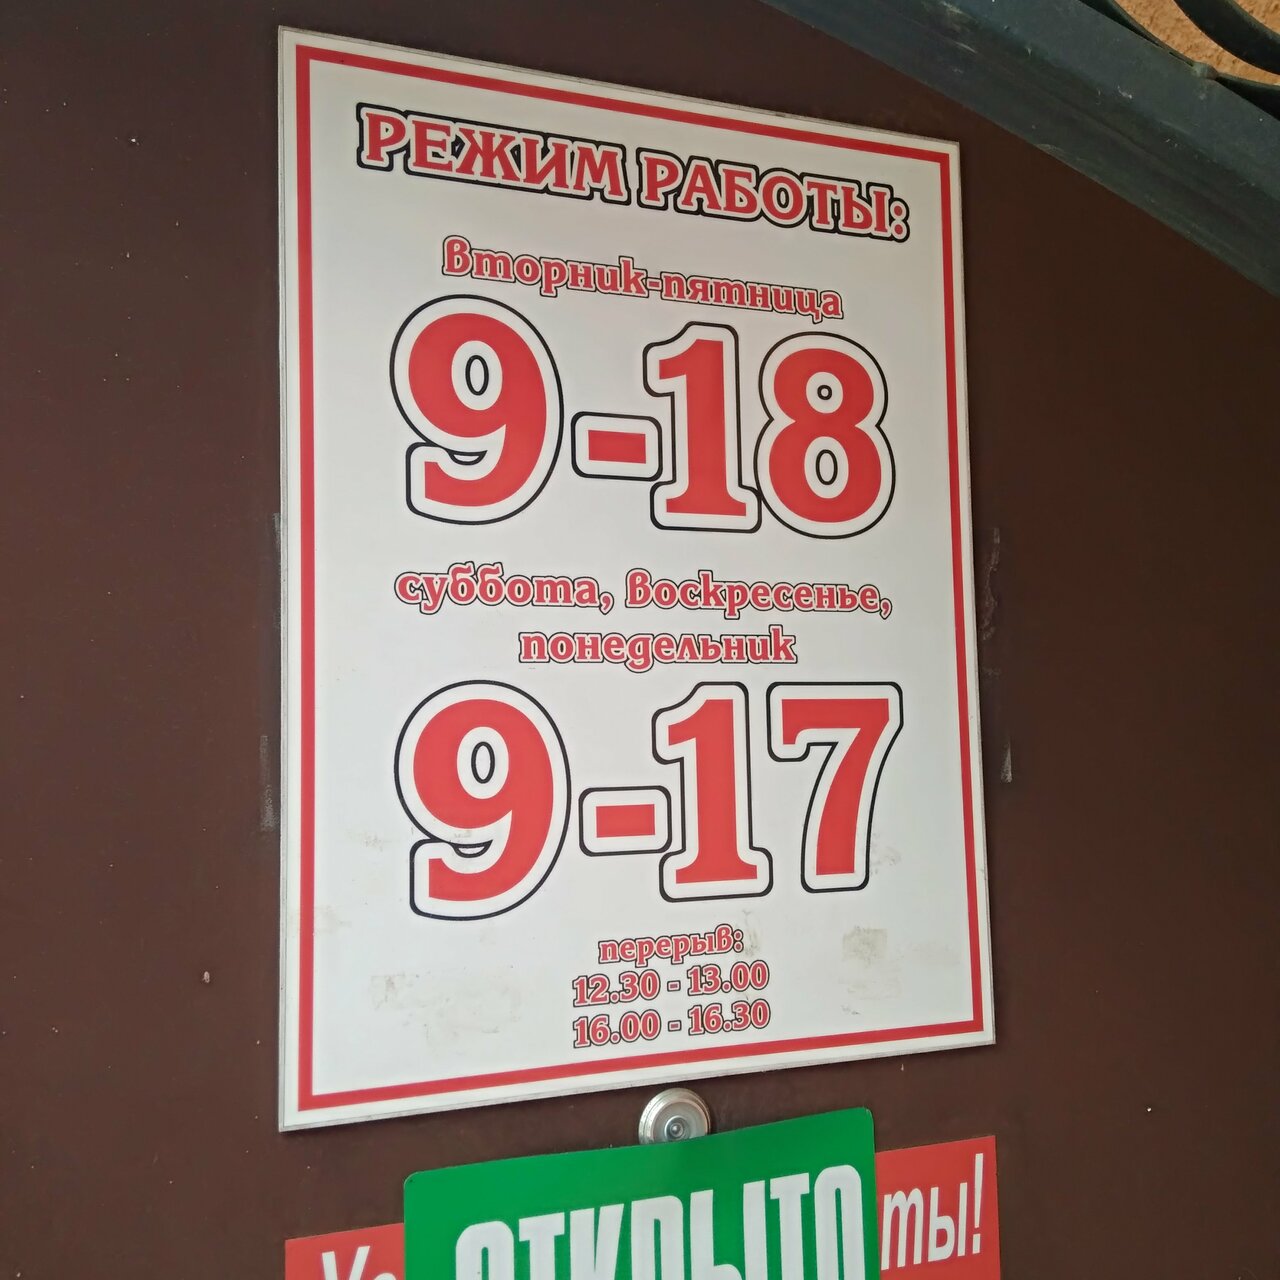 РЕЖИМ РАБОТЫ:
вторник-пятница
9-18
суббота, воскресенье,
понедельник
9-17
перерыв:
12.30 - 13.00
16.00 - 16.30
ОТКРЫТО
ты!